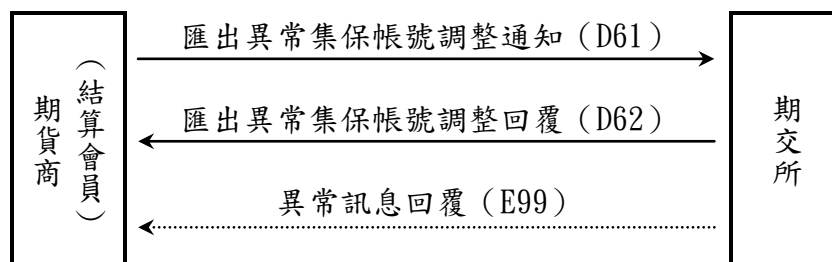 期貨商
（結算會員）
匯出異常集保帳號調整通知（D61）
匯出異常集保帳號調整回覆（D62）
異常訊息回覆（E99）
期交所